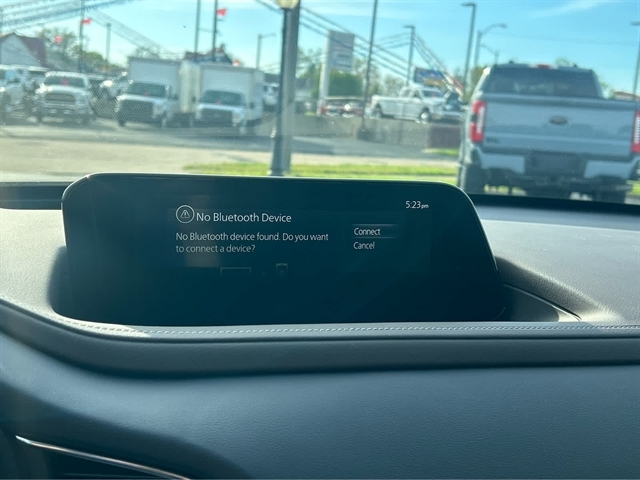 5:23pm
No Bluetooth Device
No Bluetooth device found. Do you want
to connect a device?
Connect
Cancel